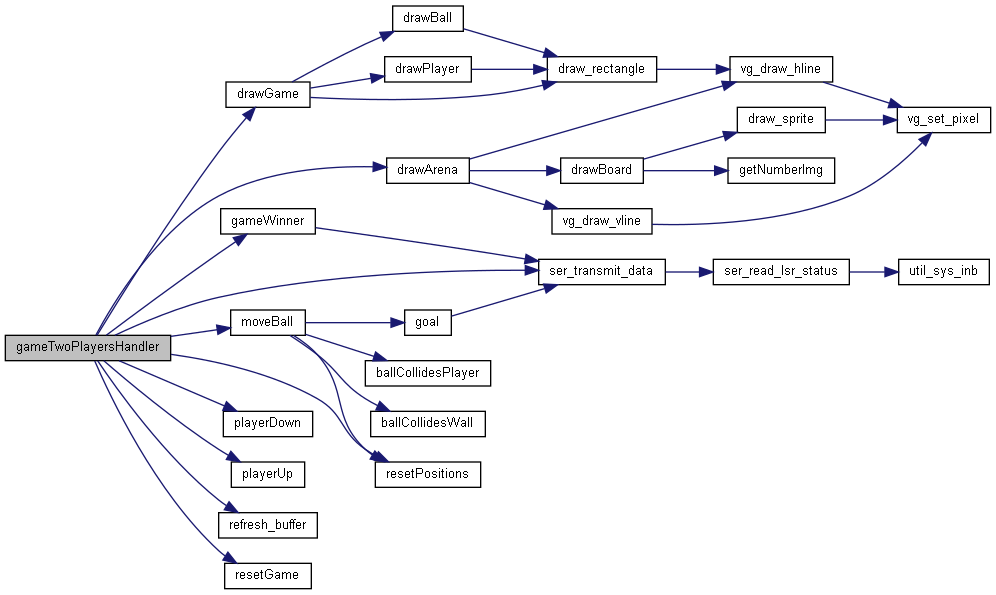 drawBall
drawPlayer
draw_rectangle
vg_draw_hline
drawGame
draw_sprite
vg_set_pixel
drawArena
drawBoard
getNumberImg
gameWinner
vg_draw_vline
ser_transmit_data
ser_read_lsr_status
util_sys_inb
moveBall
goal
gameTwoPlayersHandler
ballCollidesPlayer
playerDown
ballCollidesWall
playerUp
resetPositions
refresh_buffer
resetGame